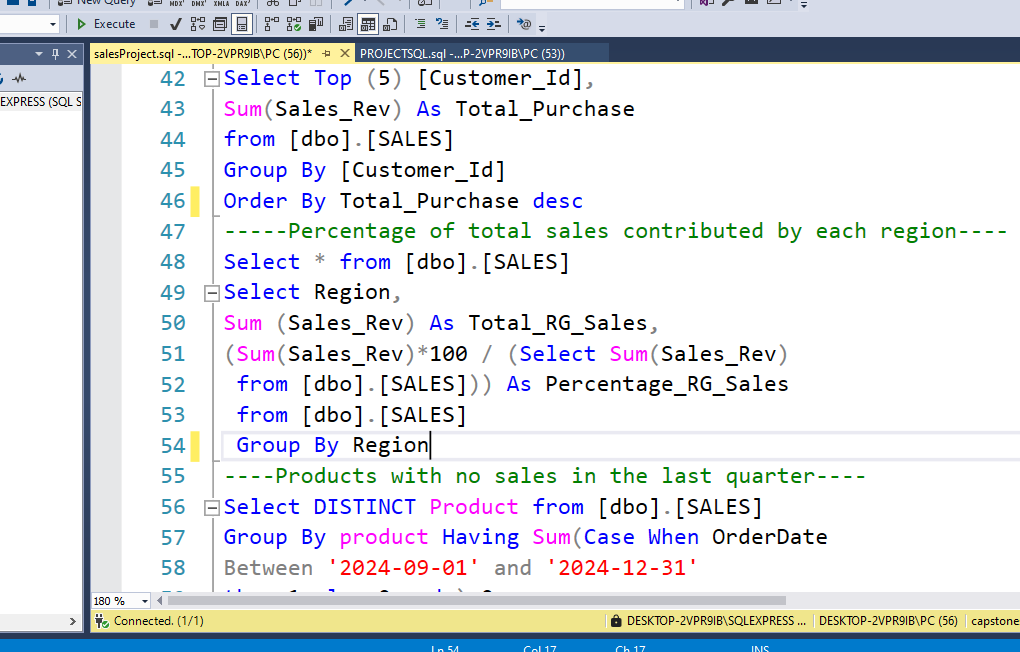 New Query
MDX DMX XMLA DAX
Execute
salesProject.sql -...TOP-2VPR9IB\PC (56))*
PROJECTSQL.sql -...P-2VPR9IB\PC (53))
EXPRESS (SQL S
42 Select Top (5) [Customer_Id],
43 Sum(Sales_Rev) As Total_Purchase
44 from [dbo].[SALES]
45 Group By [Customer_Id]
46 Order By Total_Purchase desc
47 -----Percentage of total sales contributed by each region----
48 Select * from [dbo].[SALES]
49 Select Region,
50 Sum (Sales_Rev) As Total_RG_Sales,
51 (Sum(Sales_Rev)*100 / (Select Sum(Sales_Rev)
52 from [dbo].[SALES])) As Percentage_RG_Sales
53 from [dbo].[SALES]
54 Group By Region
55 ----Products with no sales in the last quarter----
56 Select DISTINCT Product from [dbo].[SALES]
57 Group By product Having Sum(Case When OrderDate
58 Between '2024-09-01' and '2024-12-31'
180 %
Connected. (1/1)
DESKTOP-2VPR9IB\SQLEXPRESS ...
DESKTOP-2VPR9IB\PC (56)
capstone
Ln 54
Col 17
Ch 17
INS